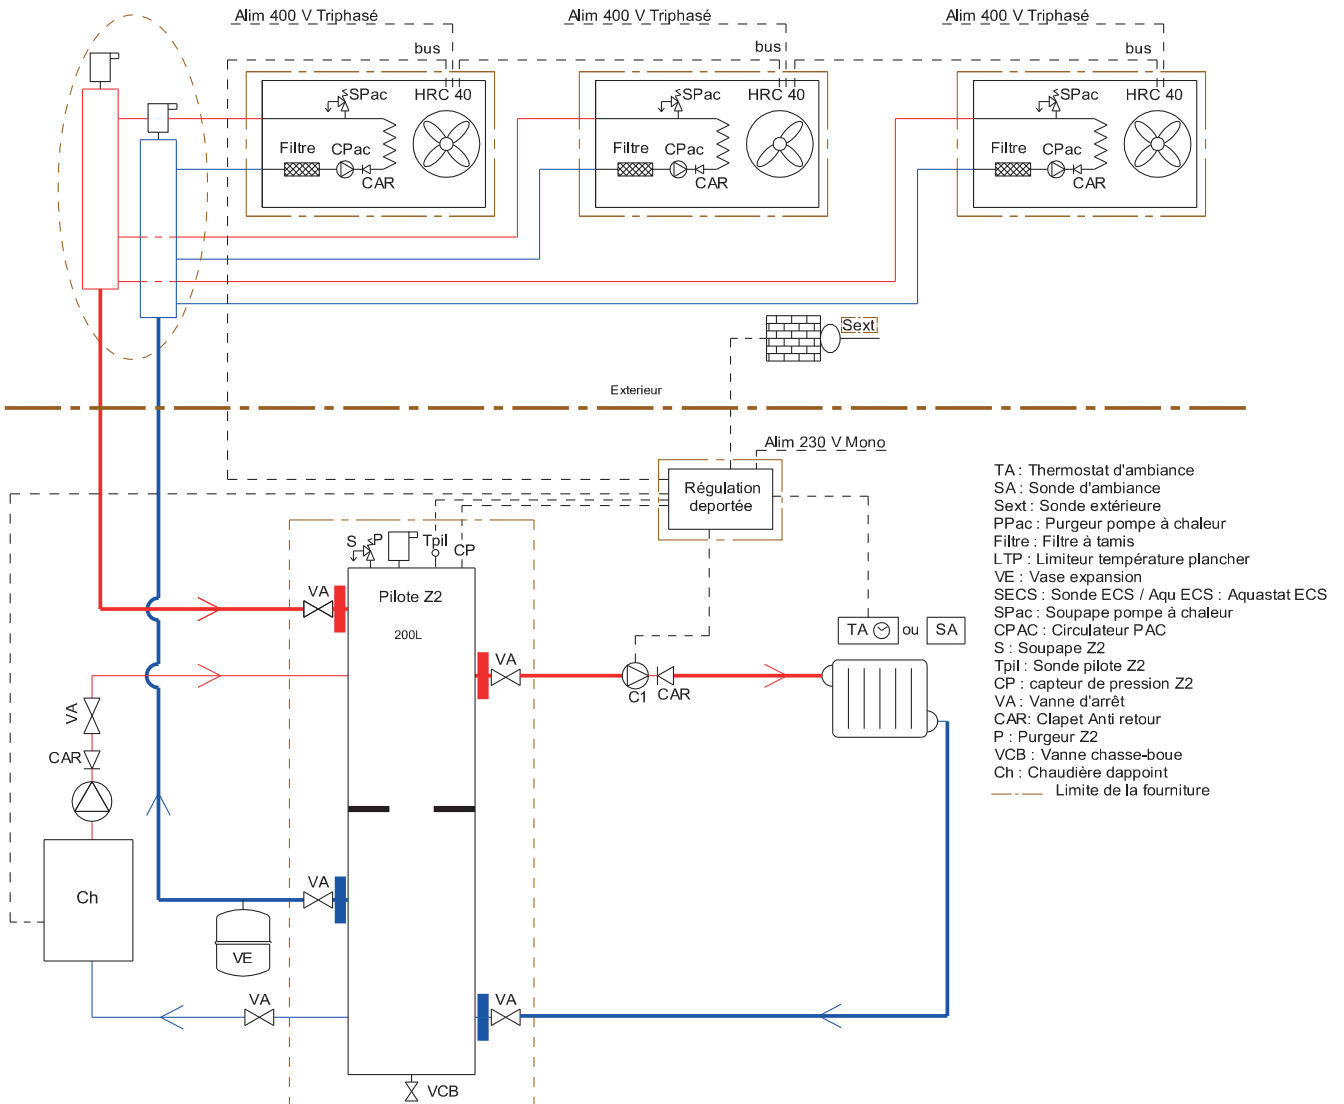 Alim 400 V Triphasé
Alim 400 V Triphasé
Alim 400 V Triphasé
bus
bus
bus
SPac
HRC 40
SPac
HRC 40
SPac
HRC 40
Filtre
CPac
CAR
Filtre
CPac
CAR
Filtre
CPac
CAR
Sext
Exterieur
Alim 230 V Mono
Régulation
deportée
S
P
Tpil
CP
VA
Pilote Z2
200L
VA
C1
CAR
TA
ou
SA
VA
CAR
Ch
VA
VE
VA
VA
VCB
TA : Thermostat d'ambiance
SA : Sonde d'ambiance
Sext : Sonde extérieure
PPac : Purgeur pompe à chaleur
Filtre : Filtre à tamis
LTP : Limiteur température plancher
VE : Vase expansion
SECS : Sonde ECS / Aqu ECS : Aquastat ECS
SPac : Soupape pompe à chaleur
CPAC : Circulateur PAC
S : Soupape Z2
Tpil : Sonde pilote Z2
CP : capteur de pression Z2
VA : Vanne d'arrêt
CAR: Clapet Anti retour
P : Purgeur Z2
VCB : Vanne chasse-boue
Ch : Chaudière dappoint
Limite de la fourniture